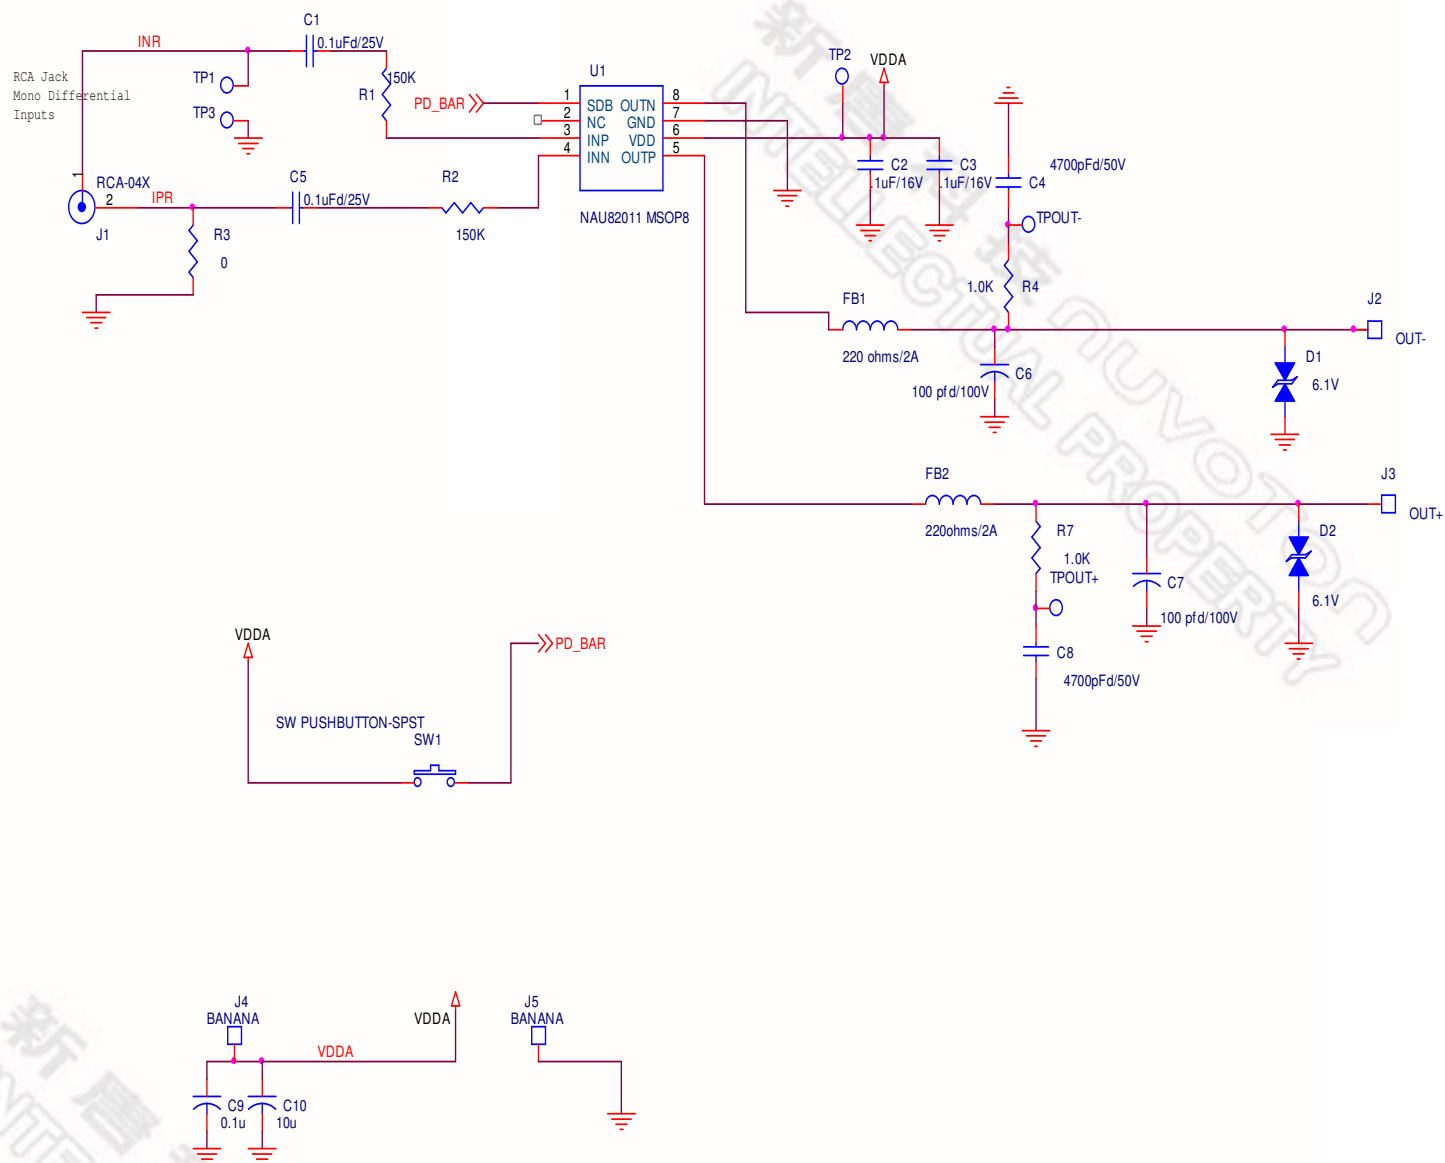 C1
INR
0.1uFd/25V
RCA Jack
Mono Differential
Inputs
TP1
TP3
150K
R1
PD_BAR
U1
1
2
3
4
SDB
NC
INP
INN
OUTN
GND
VDD
OUTP
8
7
6
5
NAU82011 MSOP8
TP2
VDDA
C2
.1uF/16V
C3
.1uF/16V
4700pFd/50V
C4
TPOUT-
1.0K
R4
1
RCA-04X
2
IPR
J1
R3
0
C5
0.1uFd/25V
R2
150K
FB1
220 ohms/2A
C6
100 pfd/100V
J2
OUT-
D1
6.1V
FB2
220ohms/2A
R7
1.0K
TPOUT+
C8
4700pFd/50V
C7
100 pfd/100V
J3
OUT+
D2
6.1V
VDDA
PD_BAR
SW PUSHBUTTON-SPST
SW1
J4
BANANA
VDDA
VDDA
J5
BANANA
C9
0.1u
C10
10u
nuvoton
INTELLECTUAL PROPERTY